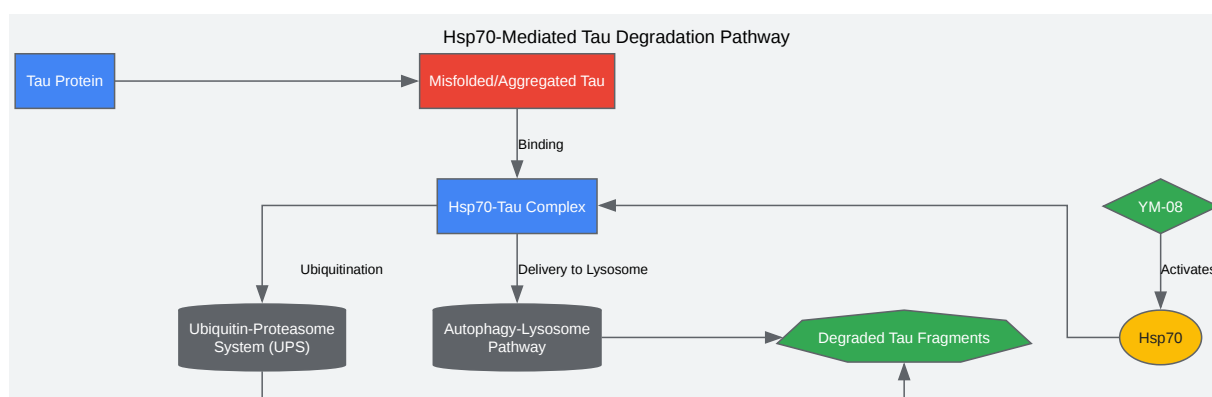 Hsp70-Mediated Tau Degradation Pathway
Tau Protein
Misfolded/Aggregated Tau
Binding
Hsp70-Tau Complex
YM-08
Ubiquitination
Delivery to Lysosome
Activates
Ubiquitin-Proteasome
System (UPS)
Autophagy-Lysosome
Pathway
Degraded Tau Fragments
Hsp70